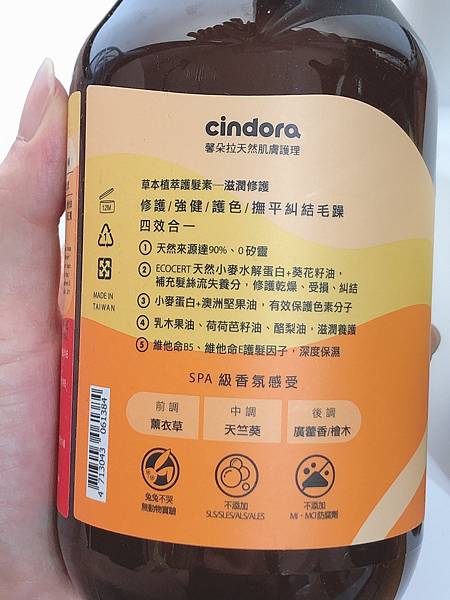 cindora
馨朵拉天然肌膚護理
草本植萃護髮素─滋潤修護
修護/強健/護色/撫平糾結毛躁
四效合一
12M
1
① 天然來源達90%、0 矽靈
② ECOCERT 天然小麥水解蛋白+葵花籽油，
補充髮絲流失養分，修護乾燥、受損、糾結
③ 小麥蛋白+澳洲堅果油，有效保護色素分子
④ 乳木果油、荷荷芭籽油、酪梨油，滋潤養護
⑤ 維他命B5、維他命E護髮因子，深度保濕
MADE IN
TAIWAN
SPA 級香氛感受
前調 中調 後調
薰衣草 天竺葵 廣藿香/檜木
4 713043 061384
兔兔不哭
無動物實驗
不添加
SLS/SLES/ALS/ALES
不添加
MI、MCI防腐劑